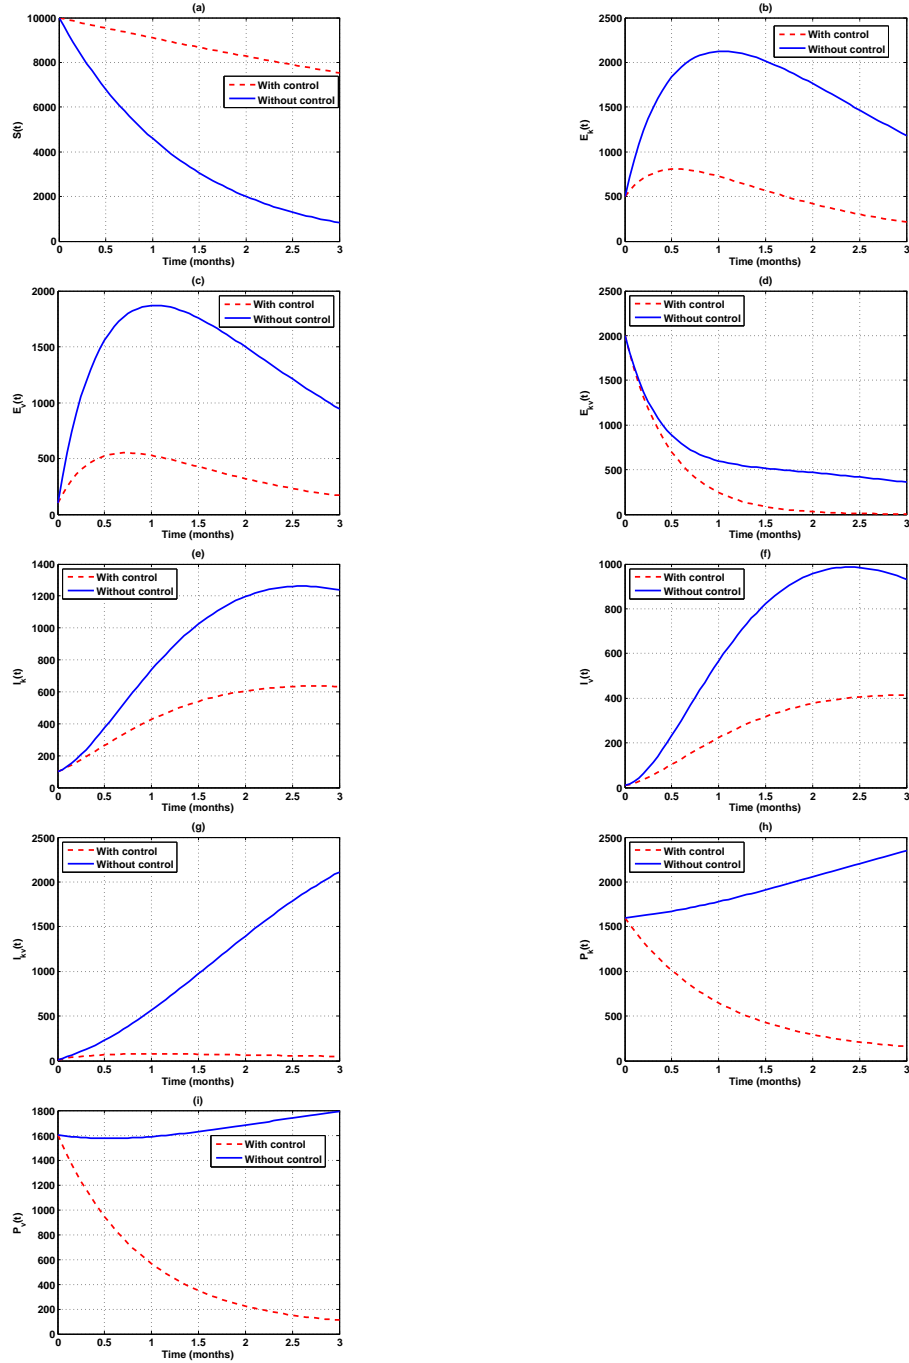 (a)
10000
8000
6000
4000
2000
0
S(t)
With control
Without control
0 0.5 1 1.5 2 2.5 3
Time (months)
(b)
2500
2000
1500
1000
500
0
E_k(t)
With control
Without control
0 0.5 1 1.5 2 2.5 3
Time (months)
(c)
2000
1500
1000
500
0
E_v(t)
With control
Without control
0 0.5 1 1.5 2 2.5 3
Time (months)
(d)
2500
2000
1500
1000
500
0
E_kv(t)
With control
Without control
0 0.5 1 1.5 2 2.5 3
Time (months)
(e)
1400
1200
1000
800
600
400
200
0
I_k(t)
With control
Without control
0 0.5 1 1.5 2 2.5 3
Time (months)
(f)
1000
800
600
400
200
0
I_v(t)
With control
Without control
0 0.5 1 1.5 2 2.5 3
Time (months)
(g)
2500
2000
1500
1000
500
0
I_kv(t)
With control
Without control
0 0.5 1 1.5 2 2.5 3
Time (months)
(h)
2500
2000
1500
1000
500
0
P_k(t)
With control
Without control
0 0.5 1 1.5 2 2.5 3
Time (months)
(i)
1800
1600
1400
1200
1000
800
600
400
200
0
P_v(t)
With control
Without control
0 0.5 1 1.5 2 2.5 3
Time (months)